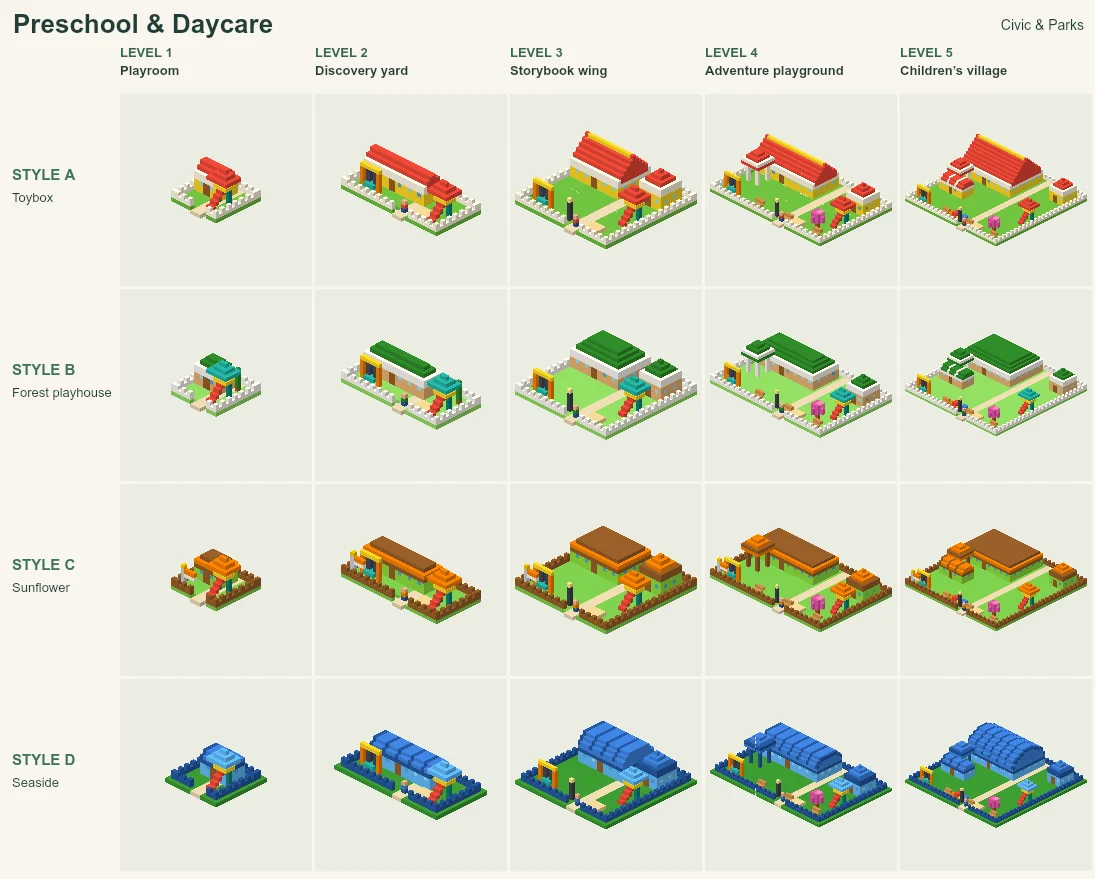 Preschool & Daycare
Civic & Parks
LEVEL 1
Playroom
LEVEL 2
Discovery yard
LEVEL 3
Storybook wing
LEVEL 4
Adventure playground
LEVEL 5
Children's village
STYLE A
Toybox
STYLE B
Forest playhouse
STYLE C
Sunflower
STYLE D
Seaside